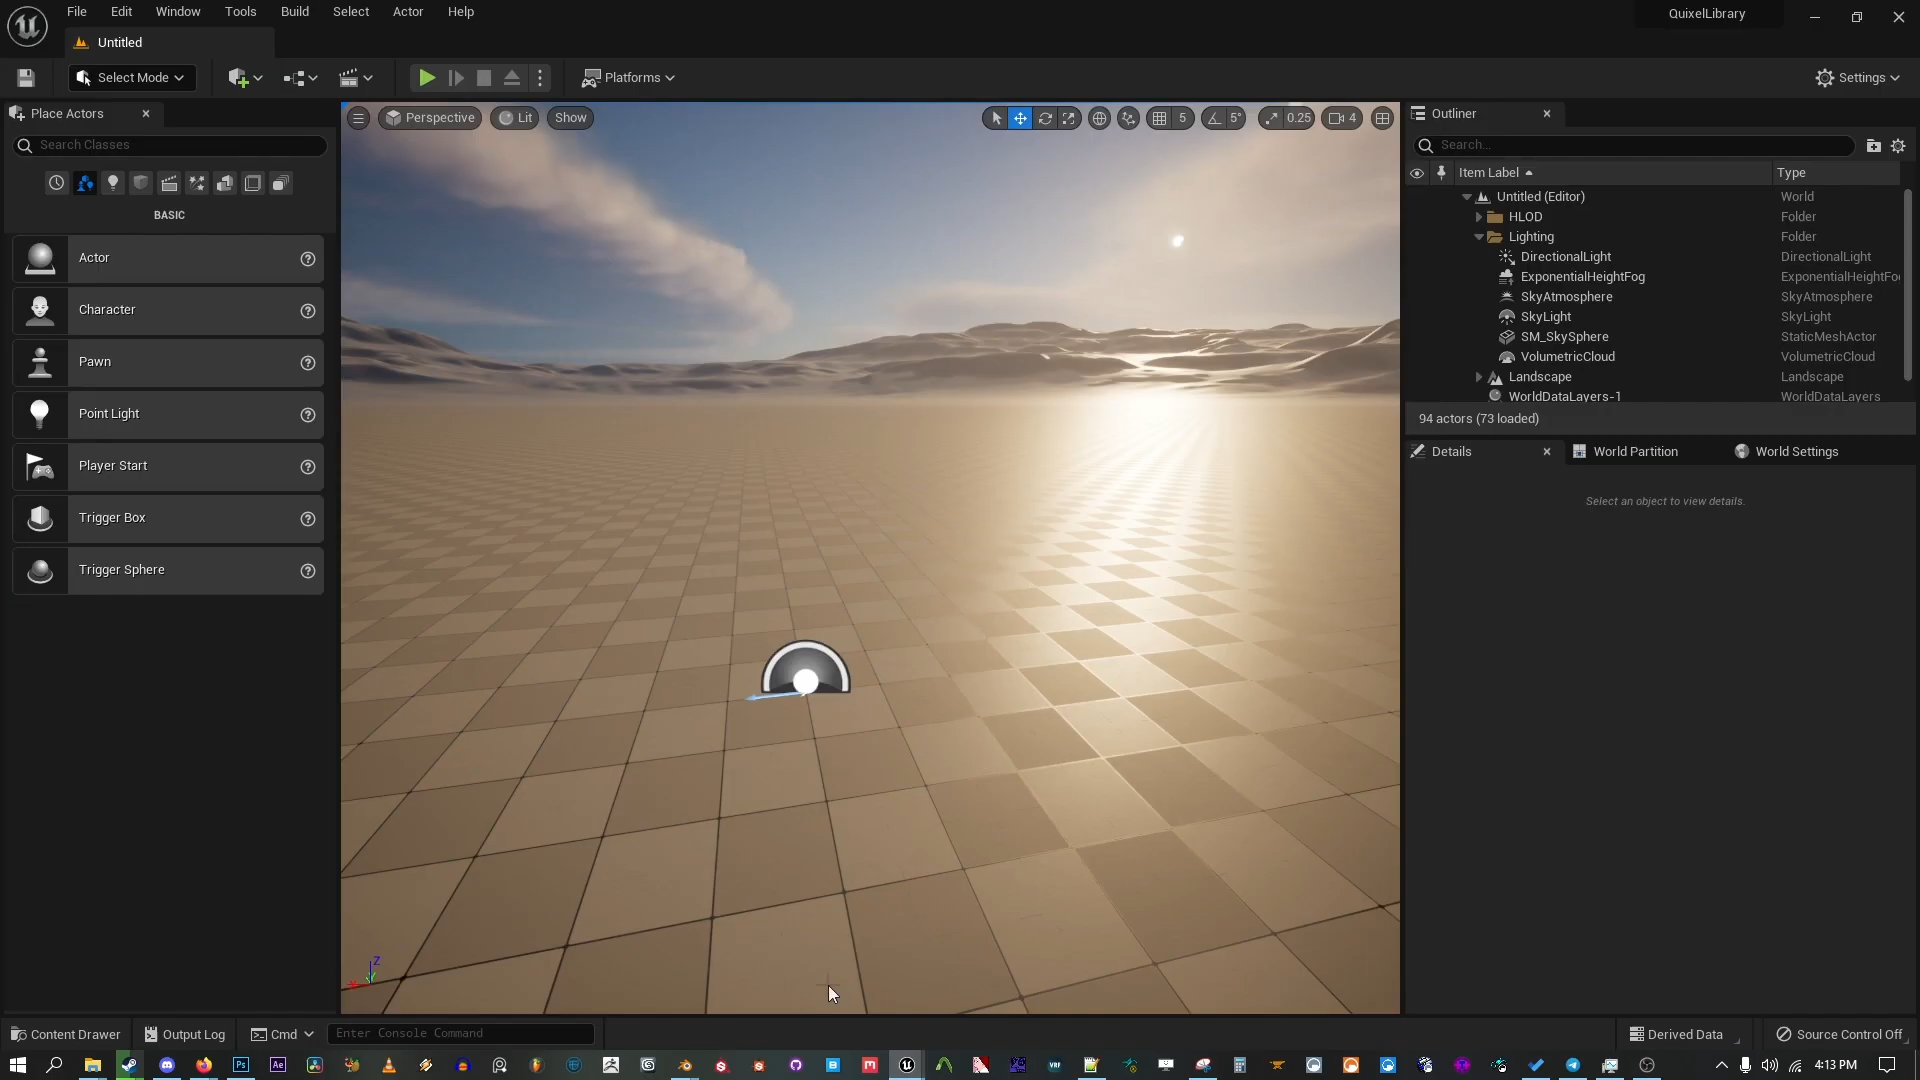 File Edit Window Tools Build Select Actor Help
QuixelLibrary
Untitled
Select Mode
Platforms
Settings
Place Actors
Search Classes
BASIC
Actor
Character
Pawn
Point Light
Player Start
Trigger Box
Trigger Sphere
Perspective Lit Show
5 5° 0.25 4
Z
Outliner
Search...
Item Label Type
Untitled (Editor) World
HLOD Folder
Lighting Folder
DirectionalLight DirectionalLight
ExponentialHeightFog ExponentialHeightFo
SkyAtmosphere SkyAtmosphere
SkyLight SkyLight
SM_SkySphere StaticMeshActor
VolumetricCloud VolumetricCloud
Landscape Landscape
WorldDataLayers-1 WorldDataLayers
94 actors (73 loaded)
Details World Partition World Settings
Select an object to view details.
Content Drawer Output Log Cmd Enter Console Command
Derived Data Source Control Off
Ps Ae VRF 4:13 PM